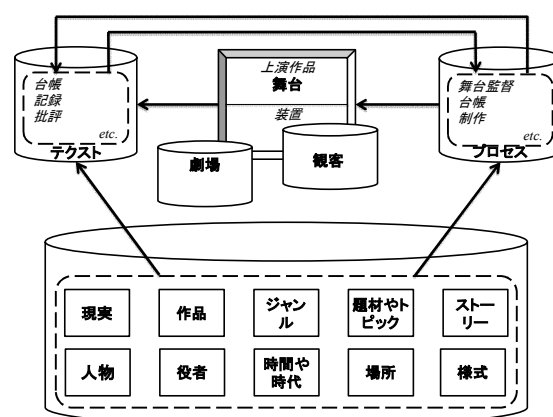 上演作品
舞台
装置
台帳
記録
批評
etc.
テクスト
舞台監督
台帳
制作
etc.
プロセス
劇場
観客
現実
作品
ジャン
ル
題材やト
ピック
ストー
リー
人物
役者
時間や
時代
場所
様式